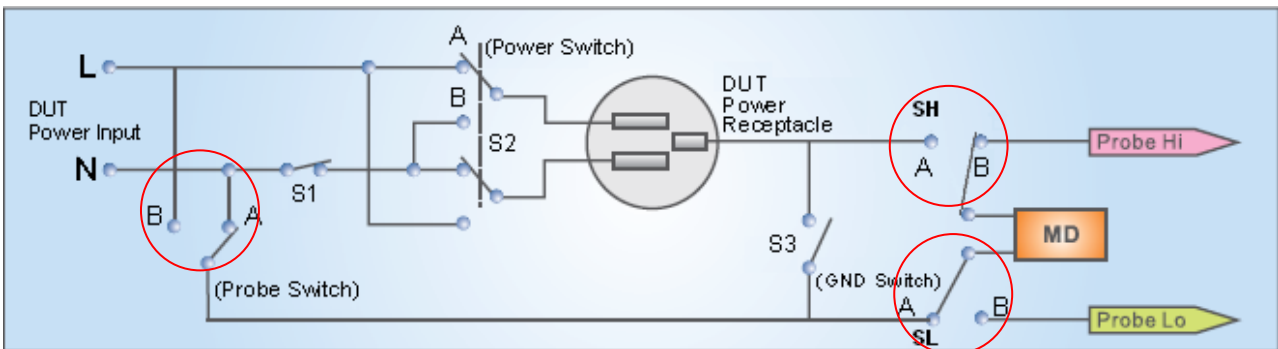 A
(Power Switch)
L
DUT
Power Input
B
S2
DUT
Power
Receptacle
SH
A
B
Probe Hi
N
S1
B
A
(Probe Switch)
S3
(GND Switch)
MD
A
B
SL
Probe Lo